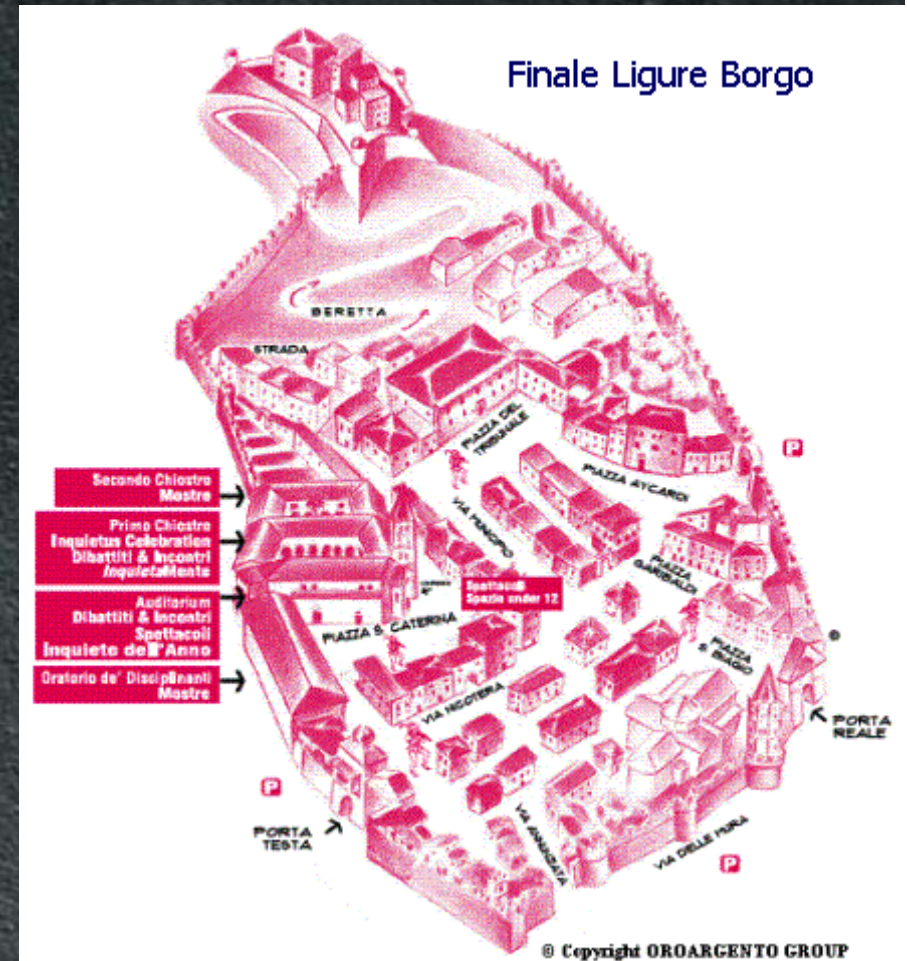 Finale Ligure Borgo
BERETTA
STRADA
PIAZZA DEL
TRIBUNALE
PIAZZA AYCARDI
P
Secondo Chiostro
Mostre
Primo Chiostro
Inquietus Celebration
Dibattiti & Incontri
InquietaMente
Auditorium
Dibattiti & Incontri
Spettacoli
Inquieto dell'Anno
Oratorio de' Disciplinanti
Mostre
VIA MUNICIPIO
PIAZZA
GARIBALDI
Spettacoli
Spazio under 12
PIAZZA S. CATERINA
PIAZZA
S. BIAGIO
VIA NICOTERA
PORTA
REALE
P
PORTA
TESTA
VIA ANNUNZIATA
VIA DELLE MURA
P
© Copyright OROARGENTO GROUP